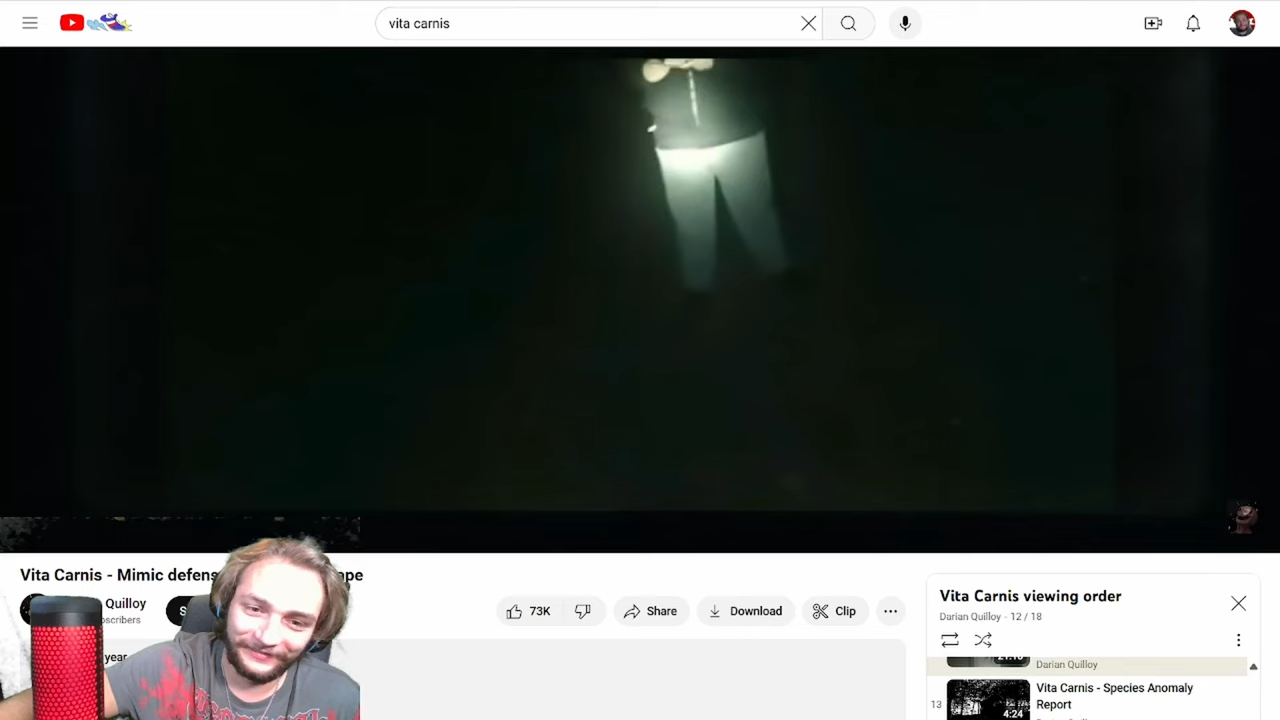 vita carnis
Vita Carnis - Mimic defens
ape
Quilloy
scribers
S
73K
Share
Download
Clip
year
Vita Carnis viewing order
Darian Quilloy - 12 / 18
Darian Quilloy
13
Vita Carnis - Species Anomaly
Report
4:24